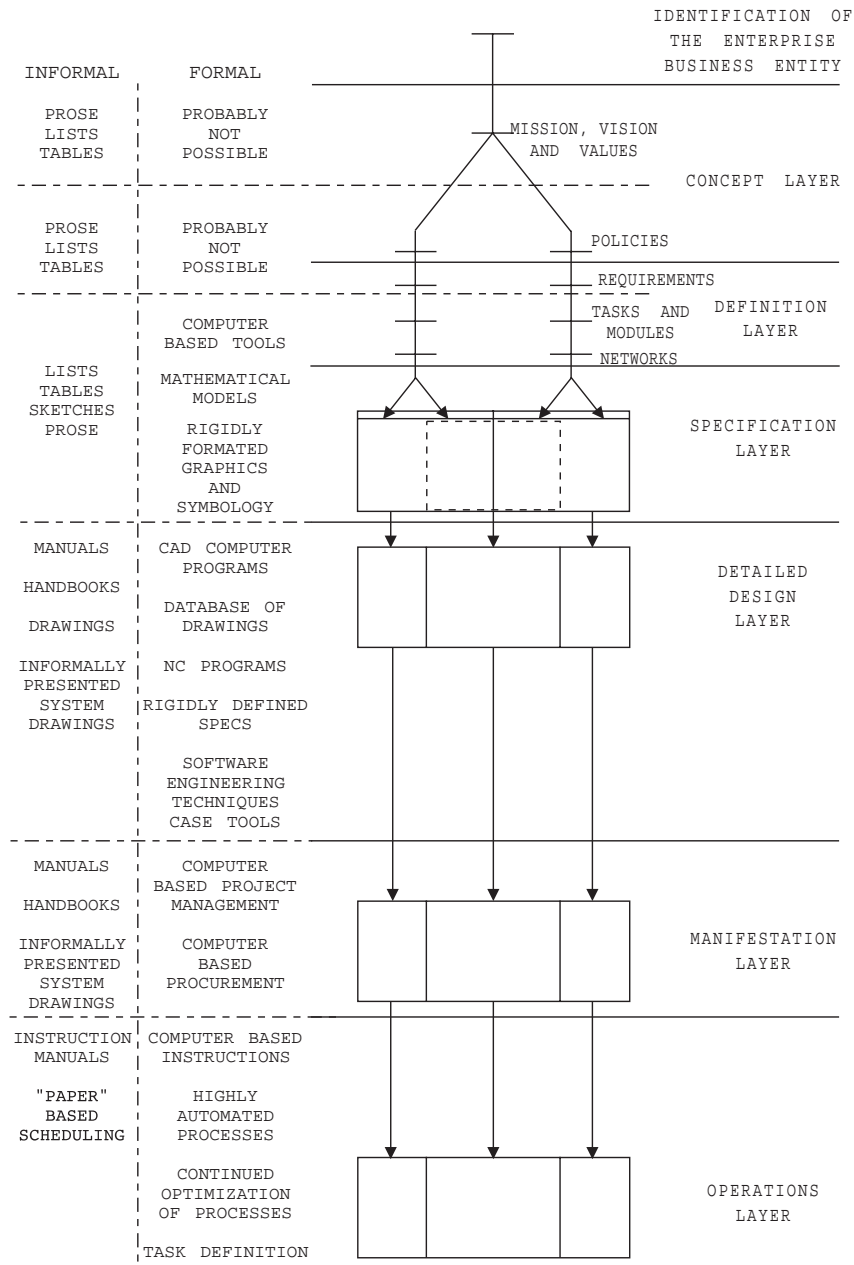 IDENTIFICATION OF
THE ENTERPRISE
BUSINESS ENTITY
INFORMAL
FORMAL
PROSE
LISTS
TABLES
PROBABLY
NOT
POSSIBLE
MISSION, VISION
AND VALUES
CONCEPT LAYER
PROSE
LISTS
TABLES
PROBABLY
NOT
POSSIBLE
POLICIES
REQUIREMENTS
TASKS AND
MODULES
NETWORKS
DEFINITION
LAYER
LISTS
TABLES
SKETCHES
PROSE
COMPUTER
BASED TOOLS
MATHEMATICAL
MODELS
RIGIDLY
FORMATED
GRAPHICS
AND
SYMBOLOGY
SPECIFICATION
LAYER
MANUALS
HANDBOOKS
DRAWINGS
INFORMALLY
PRESENTED
SYSTEM
DRAWINGS
CAD COMPUTER
PROGRAMS
DATABASE OF
DRAWINGS
NC PROGRAMS
RIGIDLY DEFINED
SPECS
SOFTWARE
ENGINEERING
TECHNIQUES
CASE TOOLS
DETAILED
DESIGN
LAYER
MANUALS
HANDBOOKS
INFORMALLY
PRESENTED
SYSTEM
DRAWINGS
COMPUTER
BASED PROJECT
MANAGEMENT
COMPUTER
BASED
PROCUREMENT
MANIFESTATION
LAYER
INSTRUCTION
MANUALS
"PAPER"
BASED
SCHEDULING
COMPUTER BASED
INSTRUCTIONS
HIGHLY
AUTOMATED
PROCESSES
CONTINUED
OPTIMIZATION
OF PROCESSES
TASK DEFINITION
OPERATIONS
LAYER